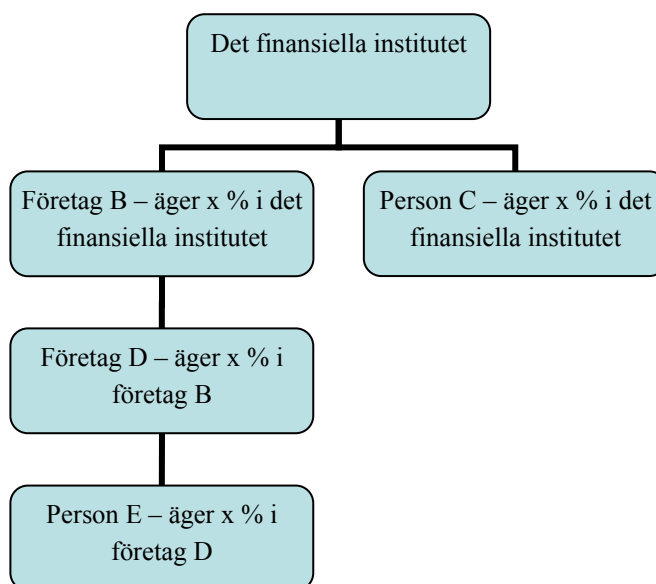 Det finansiella institutet
Företag B – äger x % i det
finansiella institutet
Person C – äger x % i det
finansiella institutet
Företag D – äger x % i
företag B
Person E – äger x % i
företag D